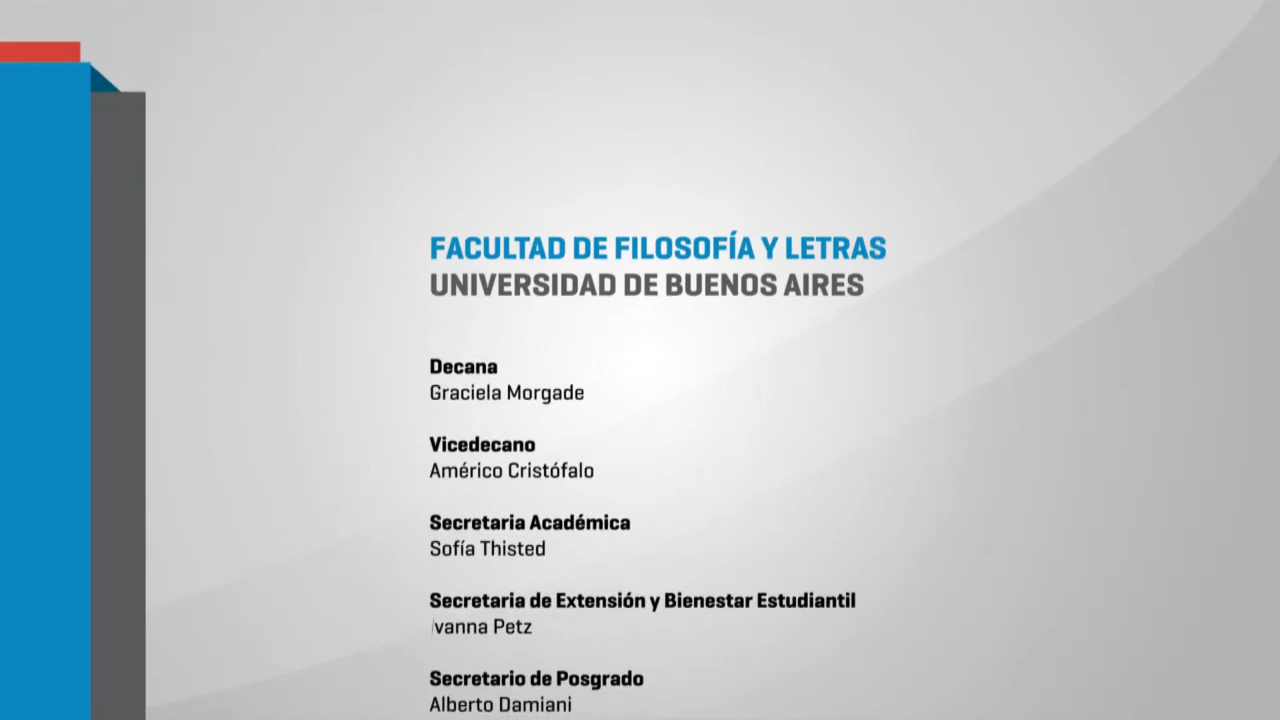 FACULTAD DE FILOSOFÍA Y LETRAS
UNIVERSIDAD DE BUENOS AIRES
Decana
Graciela Morgade
Vicedecano
Américo Cristófalo
Secretaria Académica
Sofía Thisted
Secretaria de Extensión y Bienestar Estudiantil
Ivanna Petz
Secretario de Posgrado
Alberto Damiani